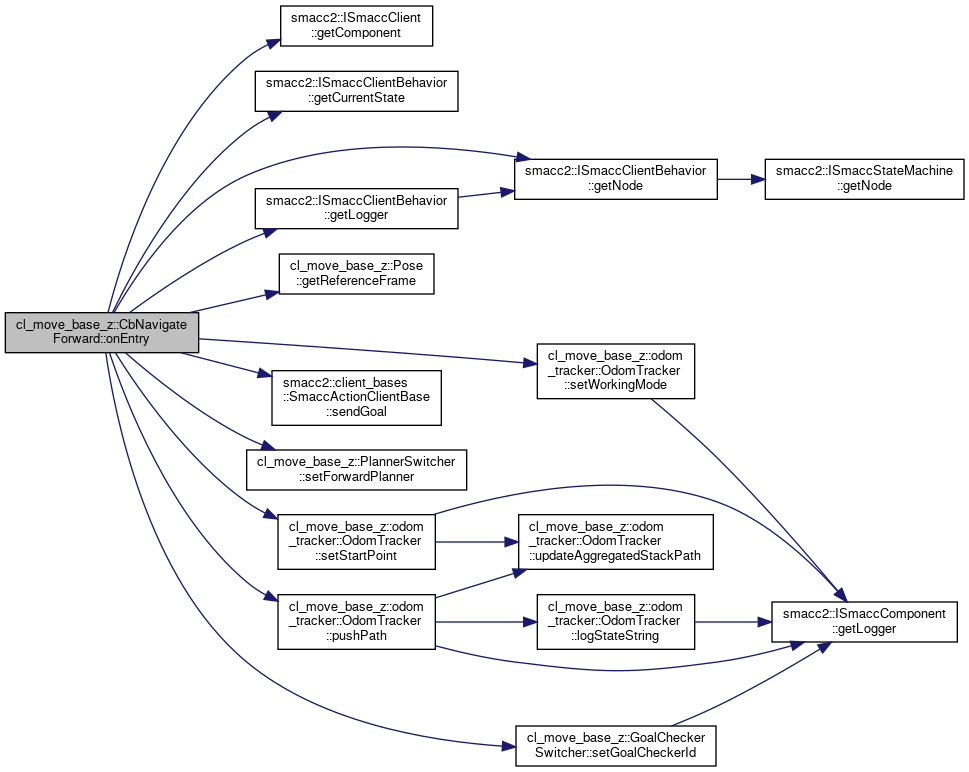 smacc2::ISmaccClient
::getComponent
smacc2::ISmaccClientBehavior
::getCurrentState
smacc2::ISmaccClientBehavior
::getNode
smacc2::ISmaccStateMachine
::getNode
smacc2::ISmaccClientBehavior
::getLogger
cl_move_base_z::Pose
::getReferenceFrame
cl_move_base_z::CbNavigate
Forward::onEntry
cl_move_base_z::odom
_tracker::OdomTracker
::setWorkingMode
smacc2::client_bases
::SmaccActionClientBase
::sendGoal
cl_move_base_z::PlannerSwitcher
::setForwardPlanner
cl_move_base_z::odom
_tracker::OdomTracker
::setStartPoint
cl_move_base_z::odom
_tracker::OdomTracker
::updateAggregatedStackPath
cl_move_base_z::odom
_tracker::OdomTracker
::pushPath
cl_move_base_z::odom
_tracker::OdomTracker
::logStateString
smacc2::ISmaccComponent
::getLogger
cl_move_base_z::GoalChecker
Switcher::setGoalCheckerId